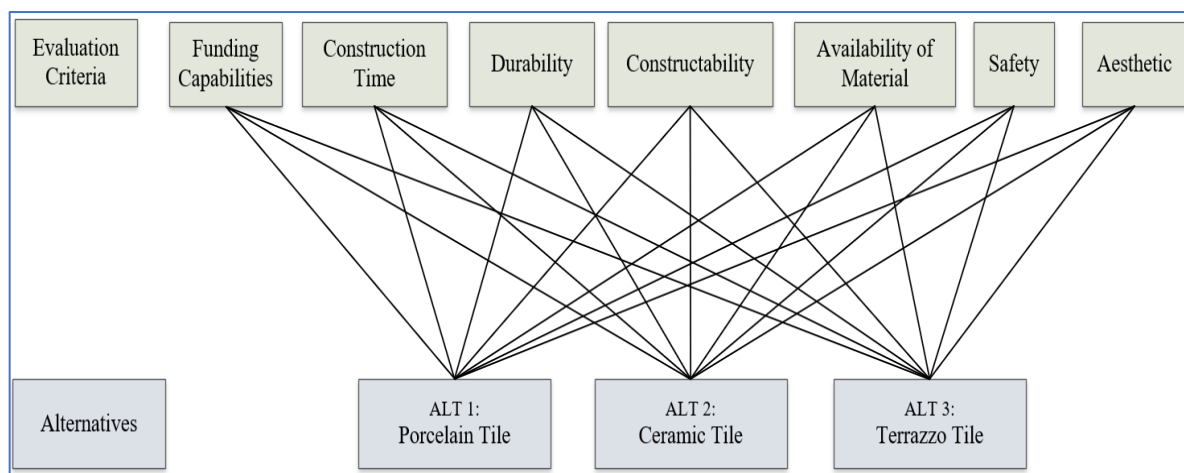 Evaluation
Criteria
Funding
Capabilities
Construction
Time
Durability
Constructability
Availability of
Material
Safety
Aesthetic
Alternatives
ALT 1:
Porcelain Tile
ALT 2:
Ceramic Tile
ALT 3:
Terrazzo Tile